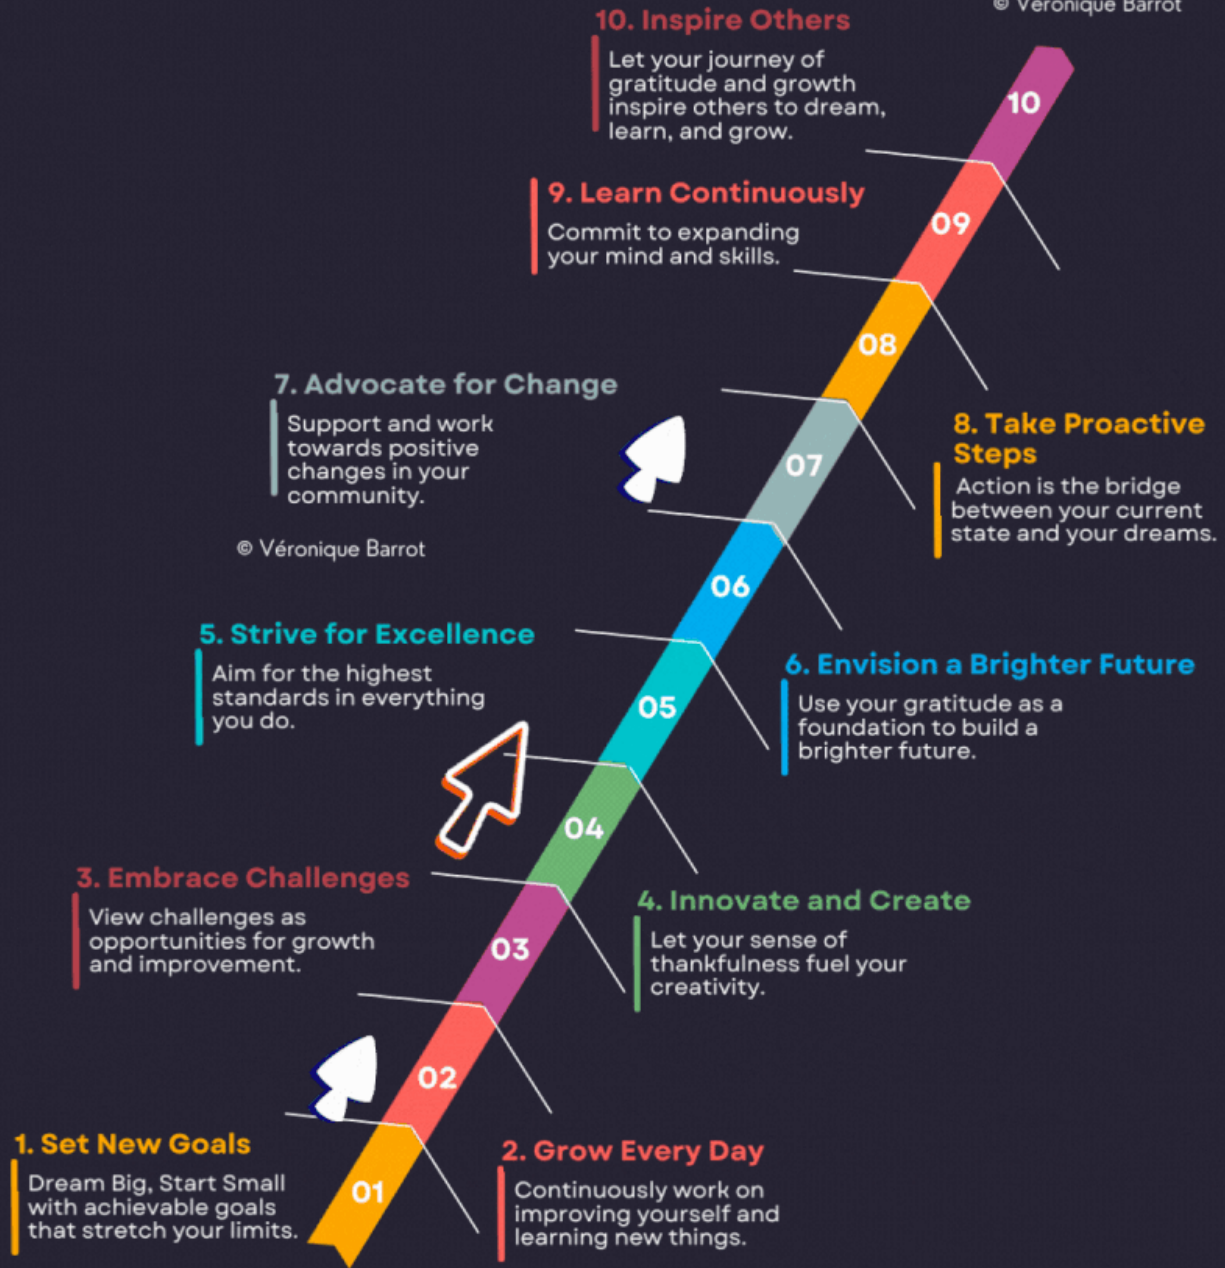 © Véronique Barrot
10. Inspire Others
Let your journey of
gratitude and growth
inspire others to dream,
learn, and grow.
10
9. Learn Continuously
Commit to expanding
your mind and skills.
09
08
7. Advocate for Change
Support and work
towards positive
changes in your
community.
07
8. Take Proactive
Steps
Action is the bridge
between your current
state and your dreams.
© Véronique Barrot
06
5. Strive for Excellence
Aim for the highest
standards in everything
you do.
05
6. Envision a Brighter Future
Use your gratitude as a
foundation to build a
brighter future.
04
3. Embrace Challenges
View challenges as
opportunities for growth
and improvement.
03
4. Innovate and Create
Let your sense of
thankfulness fuel your
creativity.
02
1. Set New Goals
Dream Big, Start Small
with achievable goals
that stretch your limits.
01
2. Grow Every Day
Continuously work on
improving yourself and
learning new things.